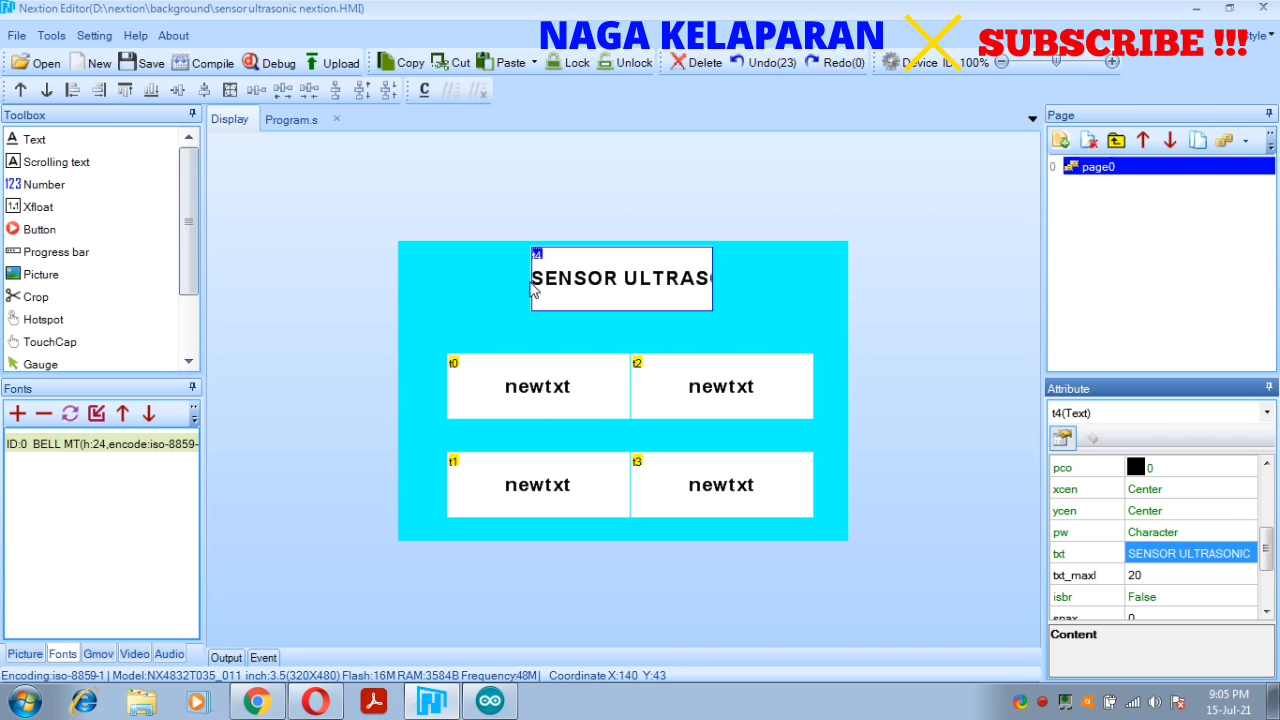 Nextion Editor(D:\nextion\background\sensor ultrasonic nextion.HMI)
NAGA KELAPARAN
SUBSCRIBE !!!
File Tools Setting Help About
Style
Open New Save Compile Debug Upload Copy Cut Paste Lock Unlock Delete Undo(23) Redo(0) Device ID 100%
Toolbox
Display Program.s
Page
Text
Scrolling text
123 Number
Xfloat
Button
Progress bar
Picture
Crop
Hotspot
TouchCap
Gauge
0 page0
t4
SENSOR ULTRASO
t0 newtxt
t2 newtxt
t1 newtxt
t3 newtxt
Fonts
ID:0 BELL MT(h:24,encode:iso-8859-
Picture Fonts Gmov Video Audio
Output Event
Attribute
t4(Text)
pco 0
xcen Center
ycen Center
pw Character
txt SENSOR ULTRASONIC
txt_maxl 20
isbr False
spax 0
Content
Encoding:iso-8859-1 | Model:NX4832T035_011 inch:3.5(320X480) Flash:16M RAM:3584B Frequency:48M | Coordinate X:140 Y:43
9:05 PM
15-Jul-21